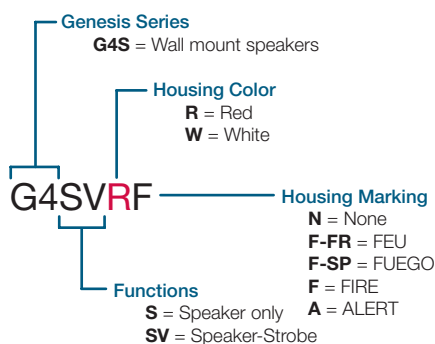 Genesis Series
G4S = Wall mount speakers
Housing Color
R = Red
W = White
G4SVRF
Housing Marking
N = None
F-FR = FEU
F-SP = FUEGO
F = FIRE
A = ALERT
Functions
S = Speaker only
SV = Speaker-Strobe